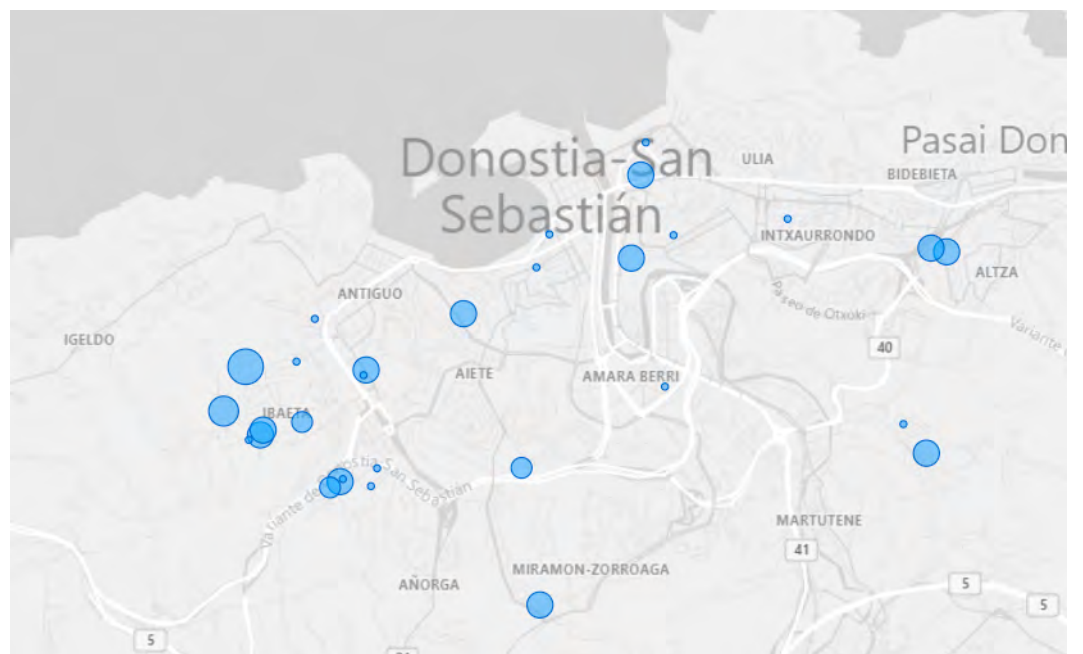 Donostia-San
Sebastián
Pasai Don
ULIA
BIDEBIETA
INTXAURRONDO
ALTZA
ANTIGUO
Paseo de Otxoki
IGELDO
Variante
40
AIETE
AMARA BERRI
IBAETA
Variante de Donostia-San Sebastián
MARTUTENE
41
MIRAMON-ZORROAGA
AÑORGA
5
5
5